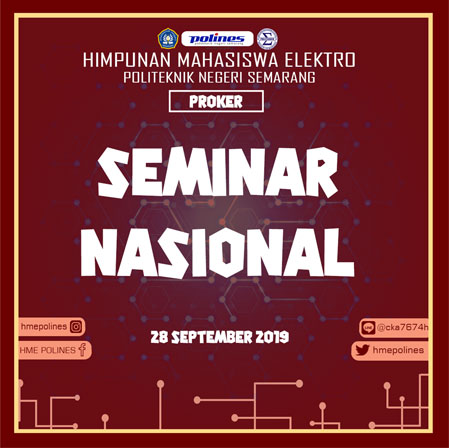 polines
HIMPUNAN MAHASISWA ELEKTRO
POLITEKNIK NEGERI SEMARANG
PROKER
SEMINAR
NASIONAL
28 SEPTEMBER 2019
hmepolines
HME POLINES
@cka7674h
hmepolines